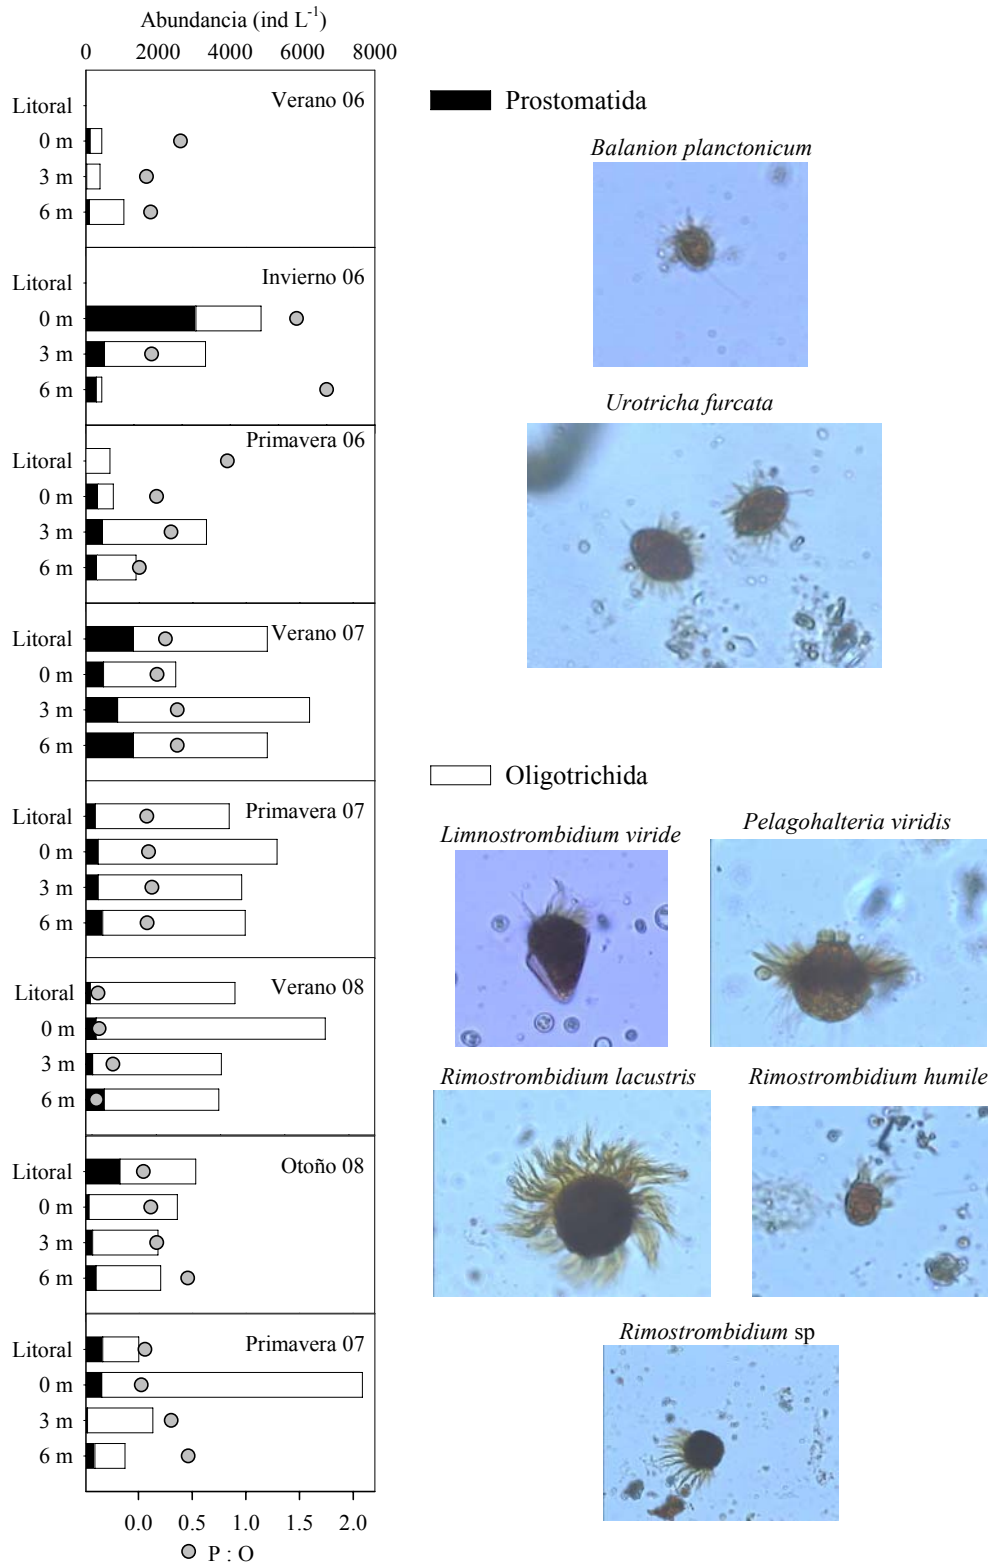 Abundancia (ind L-1)
0 2000 4000 6000 8000
Verano 06
Litoral
0 m
3 m
6 m
Invierno 06
Litoral
0 m
3 m
6 m
Primavera 06
Litoral
0 m
3 m
6 m
Verano 07
Litoral
0 m
3 m
6 m
Primavera 07
Litoral
0 m
3 m
6 m
Verano 08
Litoral
0 m
3 m
6 m
Otoño 08
Litoral
0 m
3 m
6 m
Primavera 07
Litoral
0 m
3 m
6 m
0.0 0.5 1.0 1.5 2.0
P : O
Prostomatida
Balanion planctonicum
Urotricha furcata
Oligotrichida
Limnostrombidium viride
Pelagohalteria viridis
Rimostrombidium lacustris
Rimostrombidium humile
Rimostrombidium sp